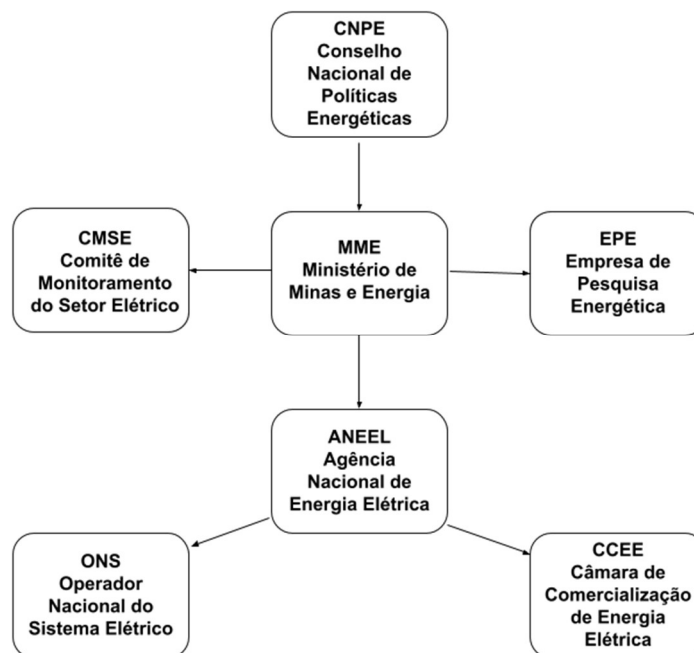 CNPE
Conselho
Nacional de
Políticas
Energéticas
CMSE
Comitê de
Monitoramento
do Setor Elétrico
MME
Ministério de
Minas e Energia
EPE
Empresa de
Pesquisa
Energética
ANEEL
Agência
Nacional de
Energia Elétrica
ONS
Operador
Nacional do
Sistema Elétrico
CCEE
Câmara de
Comercialização
de Energia
Elétrica